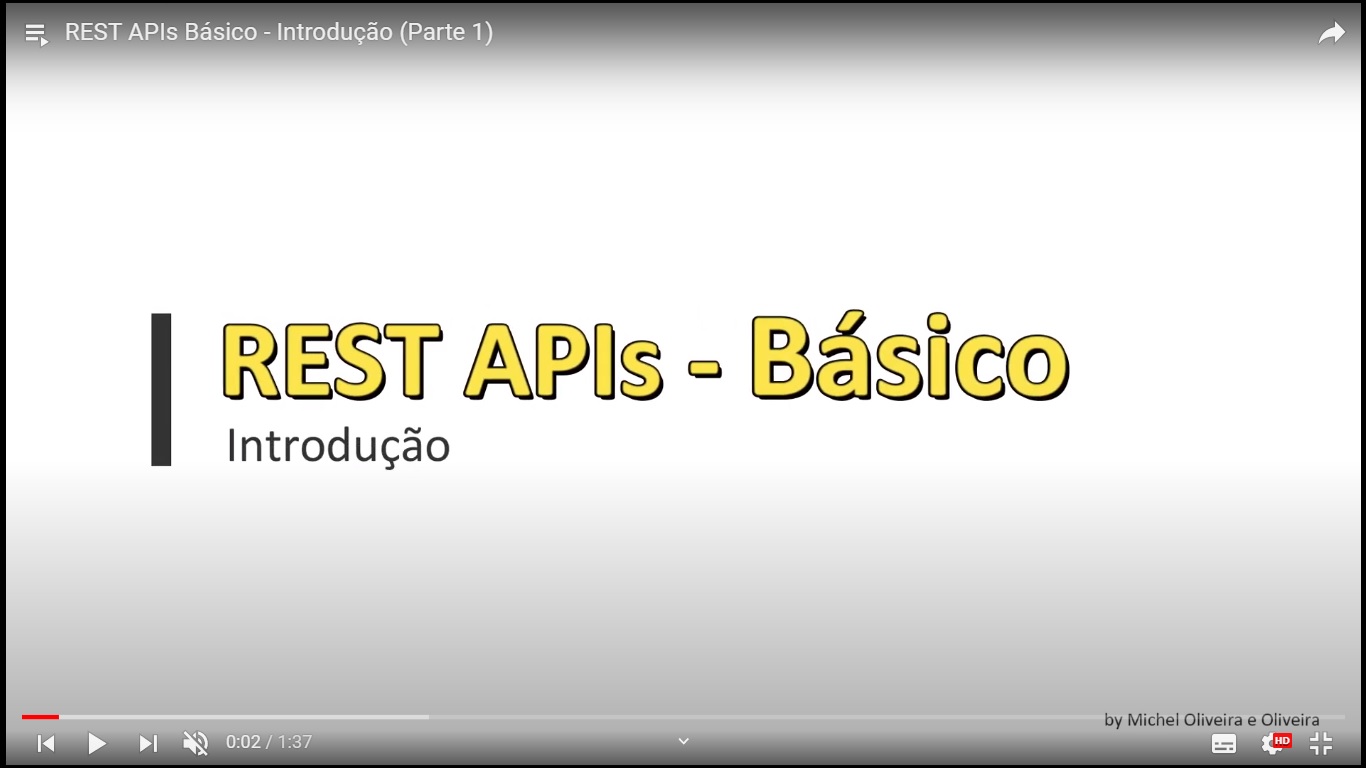 REST APIs Básico - Introdução (Parte 1)
REST APIs - Básico
Introdução
by Michel Oliveira e Oliveira
0:02 / 1:37
HD